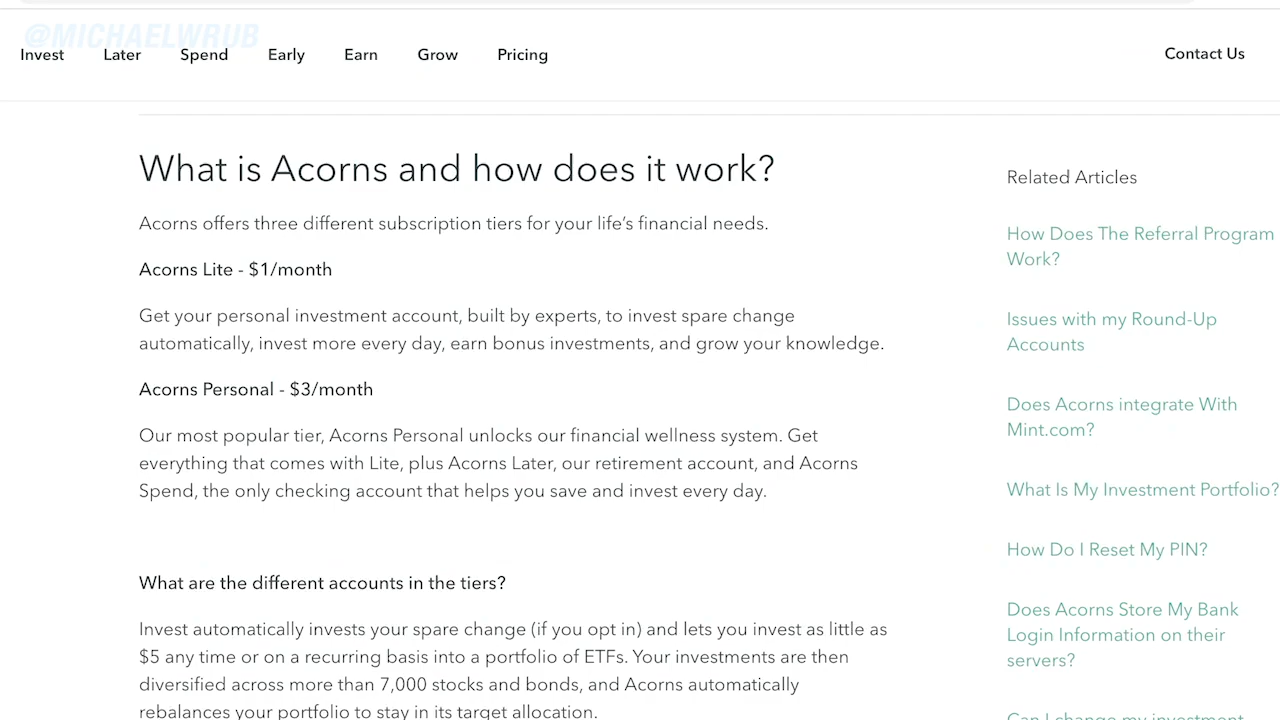 @MICHAELWRUB
Invest Later Spend Early Earn Grow Pricing Contact Us
What is Acorns and how does it work?
Acorns offers three different subscription tiers for your life's financial needs.
Acorns Lite - $1/month
Get your personal investment account, built by experts, to invest spare change
automatically, invest more every day, earn bonus investments, and grow your knowledge.
Acorns Personal - $3/month
Our most popular tier, Acorns Personal unlocks our financial wellness system. Get
everything that comes with Lite, plus Acorns Later, our retirement account, and Acorns
Spend, the only checking account that helps you save and invest every day.
What are the different accounts in the tiers?
Invest automatically invests your spare change (if you opt in) and lets you invest as little as
$5 any time or on a recurring basis into a portfolio of ETFs. Your investments are then
diversified across more than 7,000 stocks and bonds, and Acorns automatically
rebalances your portfolio to stay in its target allocation.
Related Articles
How Does The Referral Program
Work?
Issues with my Round-Up
Accounts
Does Acorns integrate With
Mint.com?
What Is My Investment Portfolio?
How Do I Reset My PIN?
Does Acorns Store My Bank
Login Information on their
servers?
Can I change my investment